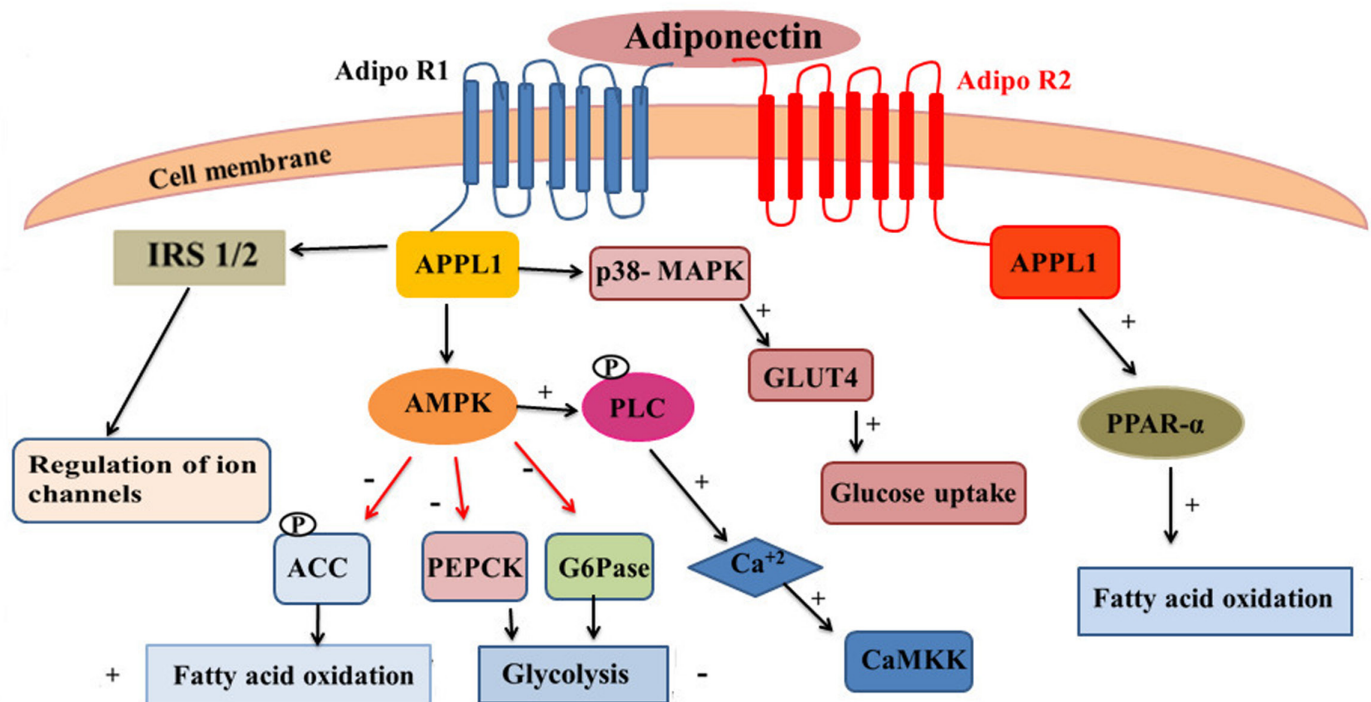 Adiponectin
Adipo R1
Adipo R2
Cell membrane
IRS 1/2
APPL1
p38- MAPK
APPL1
+
+
GLUT4
P
AMPK
+
PLC
PPAR-α
+
Regulation of ion
channels
-
-
-
+
Glucose uptake
+
P
ACC
PEPCK
G6Pase
Ca+2
+
Fatty acid oxidation
CaMKK
+
Fatty acid oxidation
Glycolysis
-